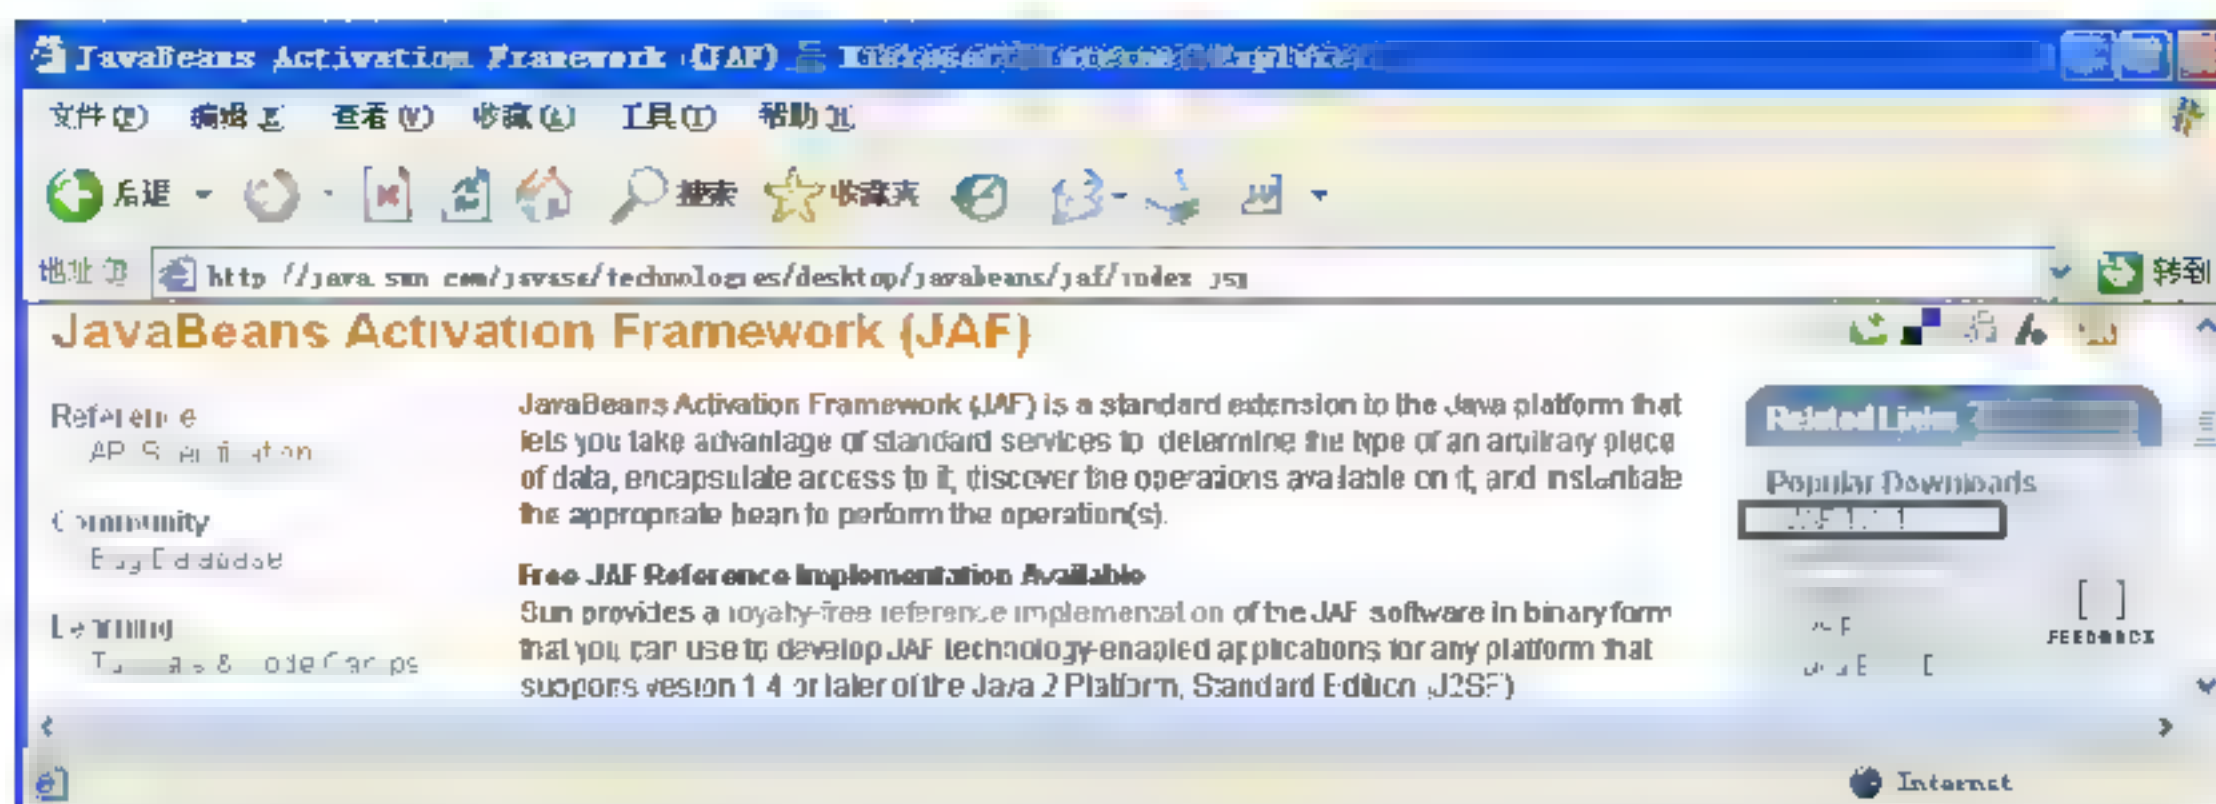 JavaBeans Activation Framework (JAF)
文件(F) 编辑(E) 查看(V) 收藏(A) 工具(T) 帮助(H)
后退 搜索 收藏夹
地址(D) http://java.sun.com/javase/technologies/desktop/javabeans/jaf/index.jsp 转到
JavaBeans Activation Framework (JAF)
Reference
API Specification
Community
Bug Database
Learning
Tutorials & Code Camps
JavaBeans Activation Framework (JAF) is a standard extension to the Java platform that
lets you take advantage of standard services to determine the type of an arbitrary piece
of data, encapsulate access to it, discover the operations available on it, and instantiate
the appropriate bean to perform the operation(s).
Free JAF Reference Implementation Available
Sun provides a royalty-free reference implementation of the JAF software in binary form
that you can use to develop JAF technology-enabled applications for any platform that
supports version 1.4 or later of the Java 2 Platform, Standard Edition (J2SE)
Related Links
Popular Downloads
[ ]
FEEDBACK
Internet